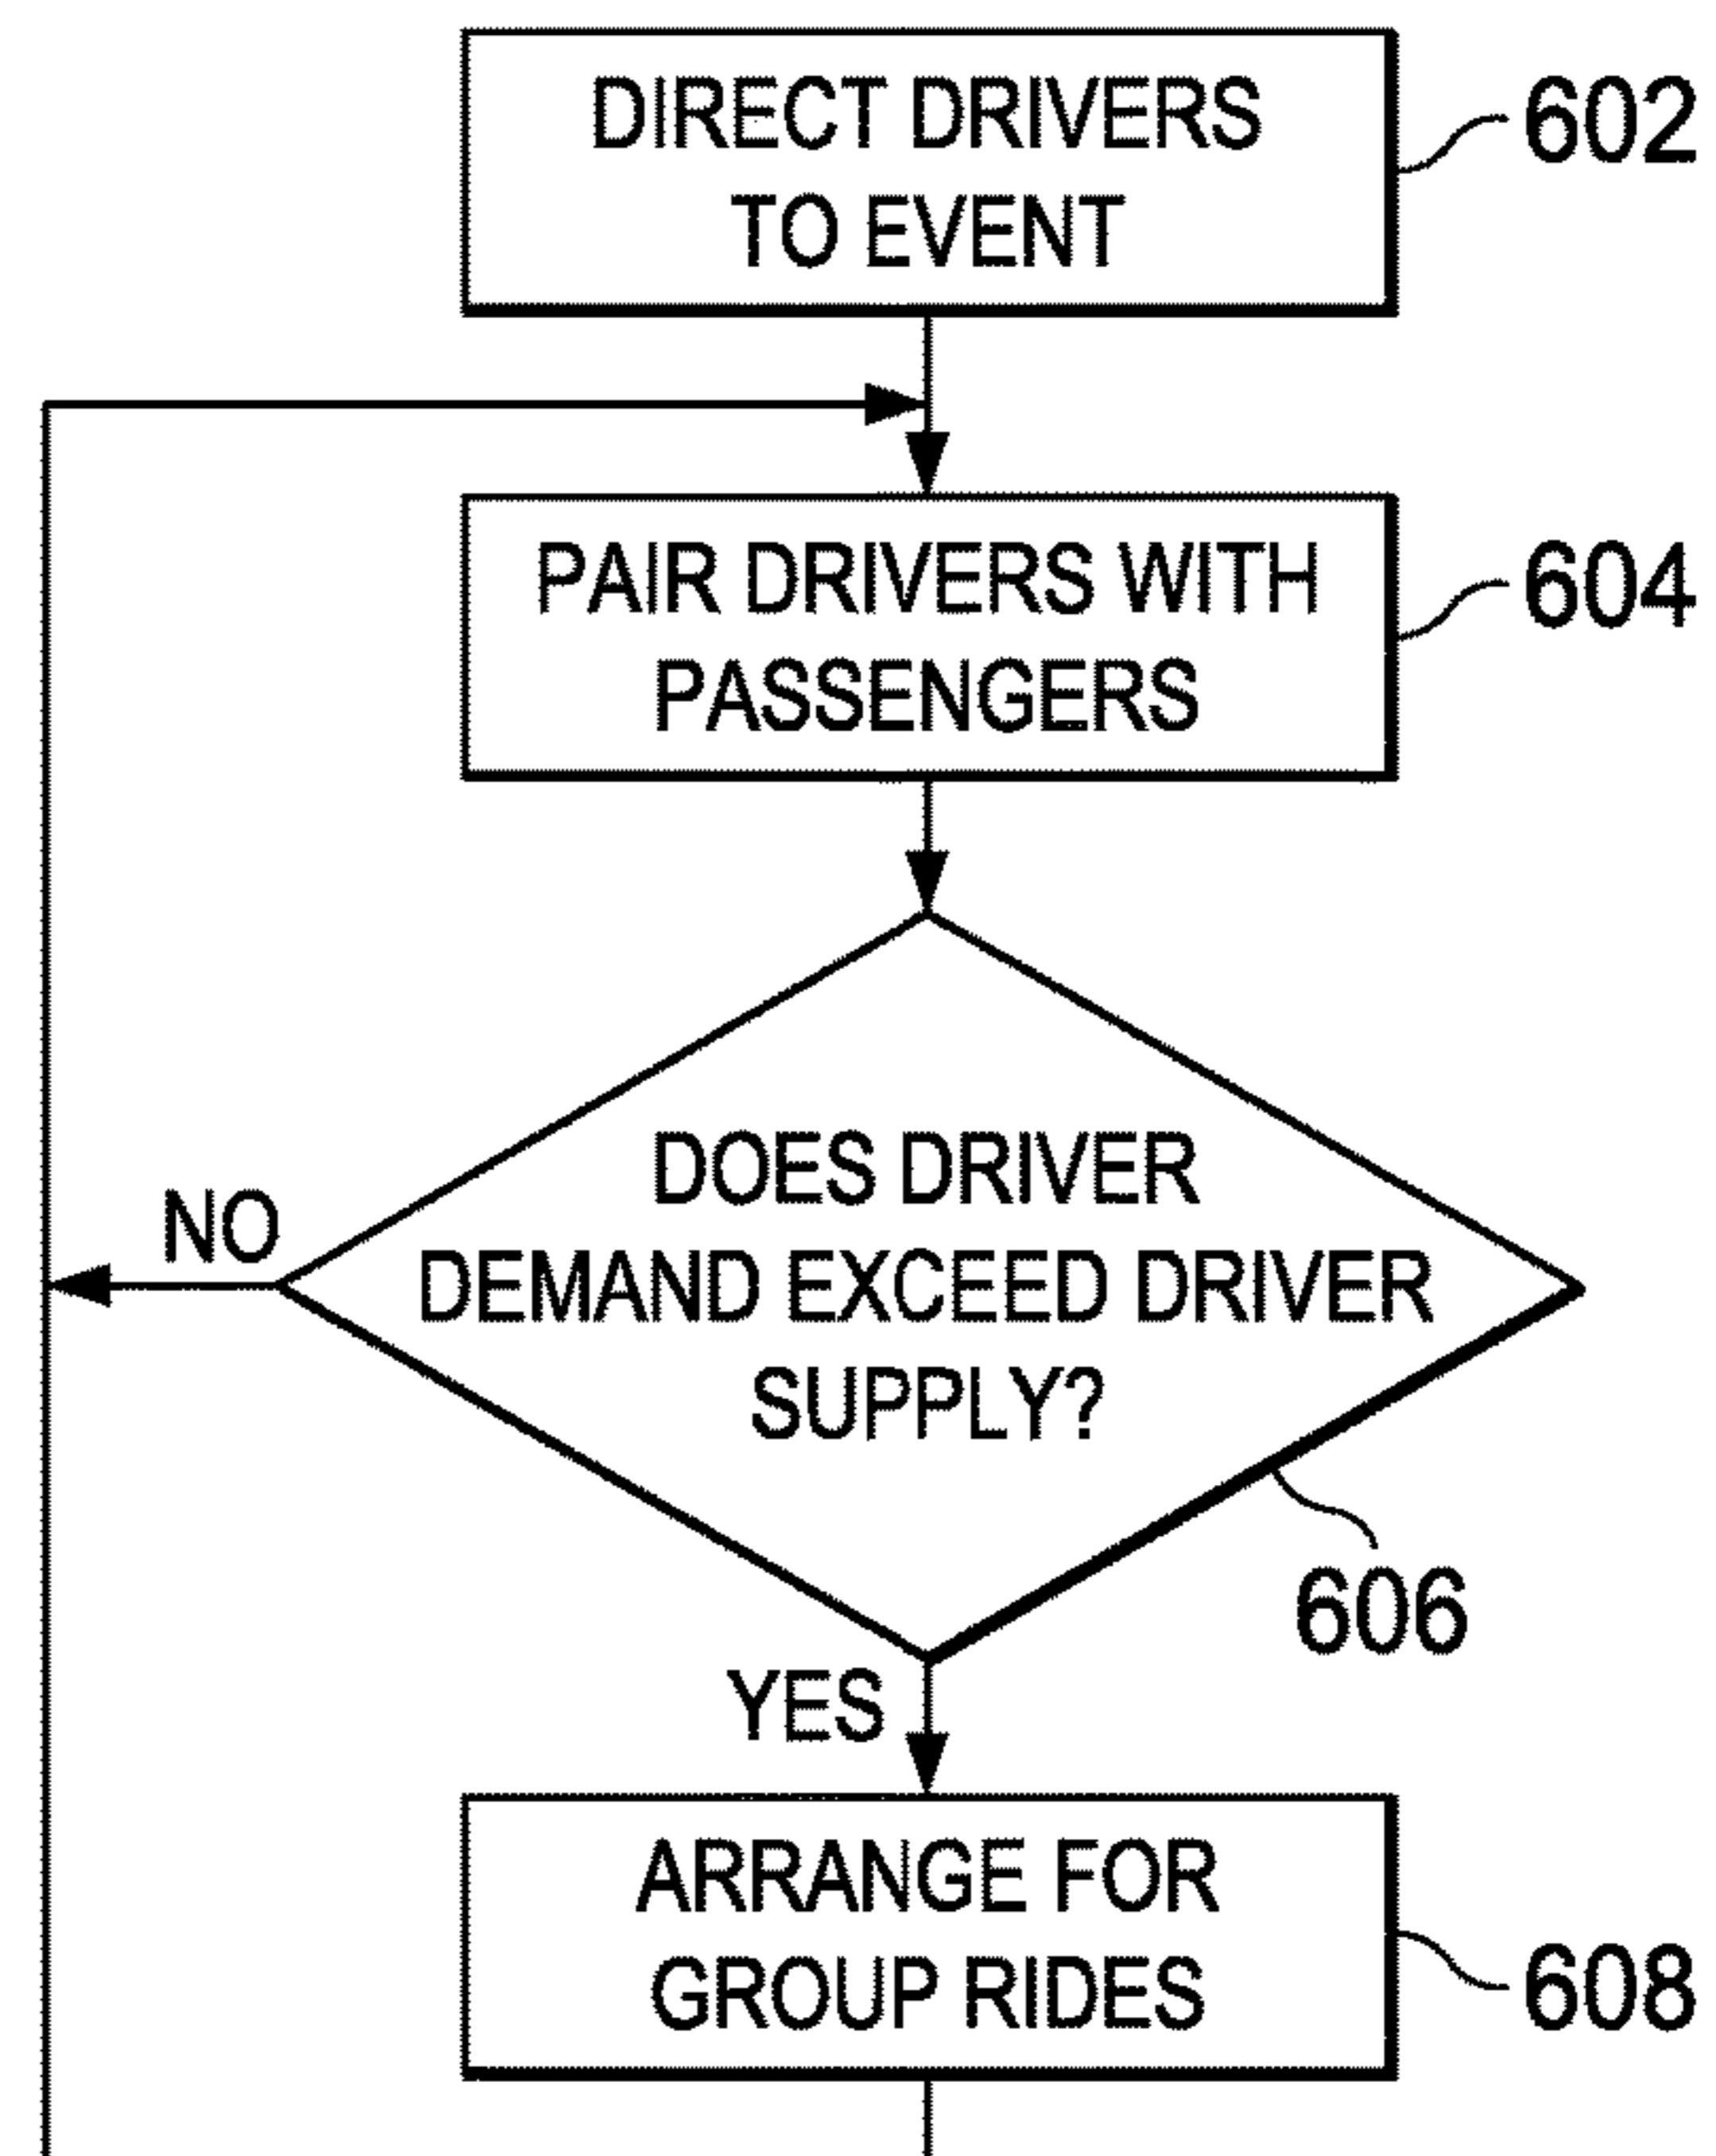 DIRECT DRIVERS
TO EVENT
602
PAIR DRIVERS WITH
PASSENGERS
604
DOES DRIVER
DEMAND EXCEED DRIVER
SUPPLY?
NO
606
YES
ARRANGE FOR
GROUP RIDES
608